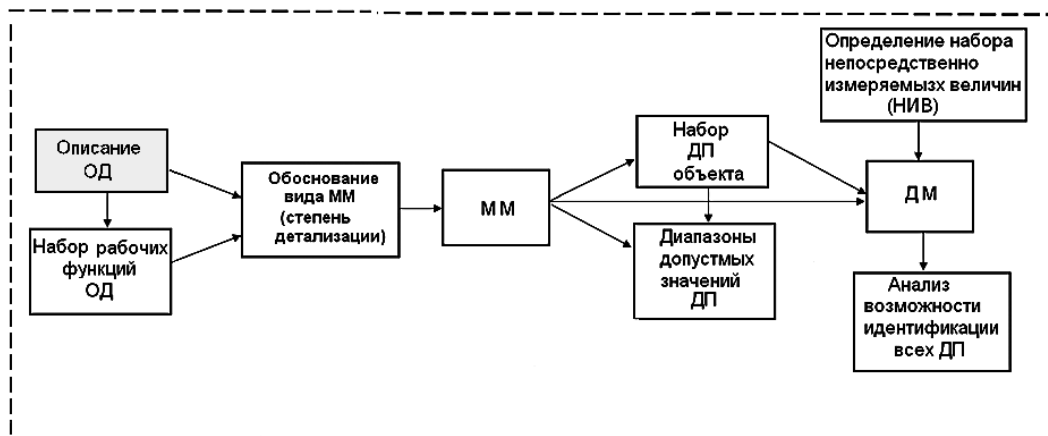 Описание
ОД
Набор рабочих
функций
ОД
Обоснование
вида ММ
(степень
детализации)
ММ
Набор
ДП
объекта
Диапазоны
допустмых
значений
ДП
Определение набора
непосредственно
измеряемызх величин
(НИВ)
ДМ
Анализ
возможности
идентификации
всех ДП